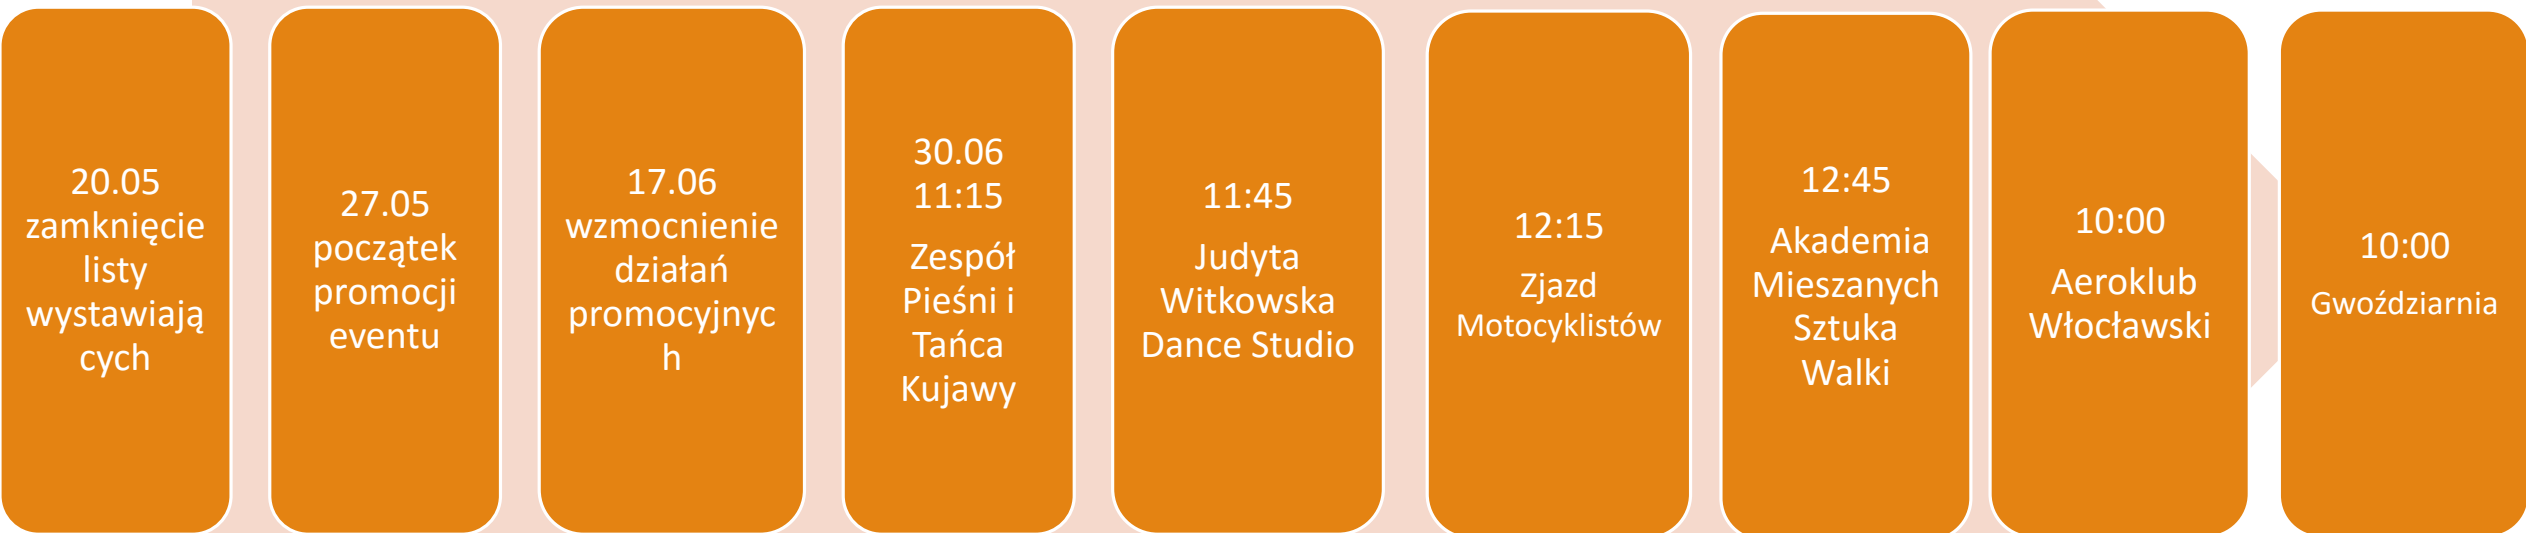 20.05
zamknięcie
listy
wystawiają
cych
27.05
początek
promocji
eventu
17.06
wzmocnienie
działań
promocyjnyc
h
30.06
11:15
Zespół
Pieśni i
Tańca
Kujawy
11:45
Judyta
Witkowska
Dance Studio
12:15
Zjazd
Motocyklistów
12:45
Akademia
Mieszanych
Sztuka
Walki
10:00
Aeroklub
Włocławski
10:00
Gwoździarnia